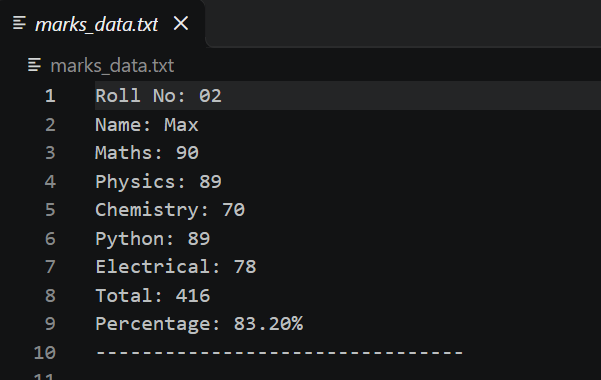 marks_data.txt
marks_data.txt
1 Roll No: 02
2 Name: Max
3 Maths: 90
4 Physics: 89
5 Chemistry: 70
6 Python: 89
7 Electrical: 78
8 Total: 416
9 Percentage: 83.20%
10 --------------------------------
11